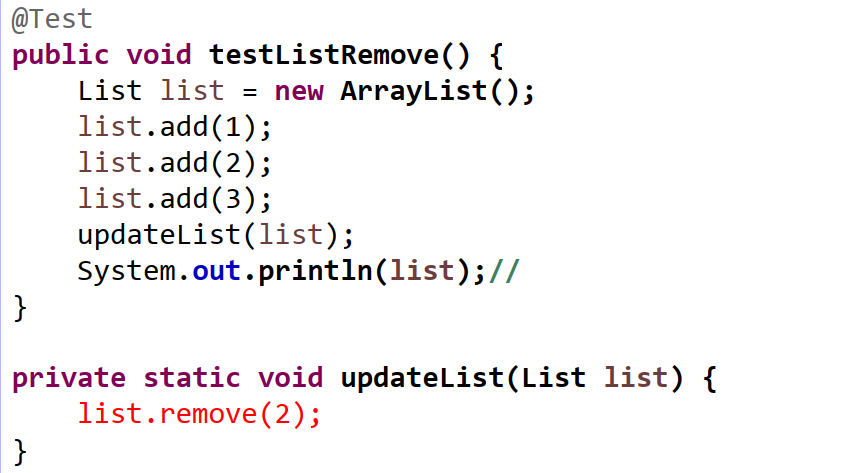 @Test
public void testListRemove() {
    List list = new ArrayList();
    list.add(1);
    list.add(2);
    list.add(3);
    updateList(list);
    System.out.println(list);//
}

private static void updateList(List list) {
    list.remove(2);
}